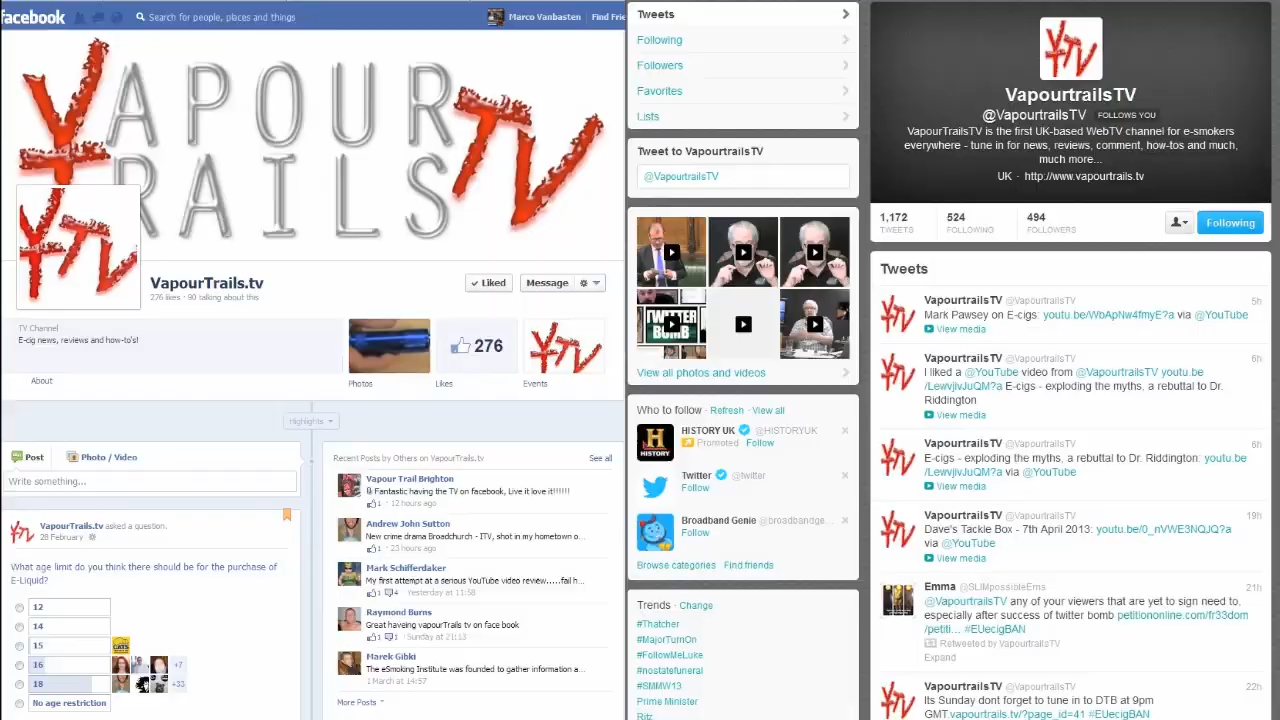 facebook
Search for people, places and things
Marco Vanbasten
Find Frie
VAPOUR
TRAILS
TV
YTV
VapourTrails.tv
276 likes · 90 talking about this
Liked
Message
TV Channel
E-cig news, reviews and how-to's!
About
276
YTV
Photos
Likes
Events
Highlights
Post
Photo / Video
Write something...
VapourTrails.tv asked a question.
28 February
What age limit do you think there should be for the purchase of
E-Liquid?
12
14
15
16
+7
18
+33
No age restriction
Recent Posts by Others on VapourTrails.tv
See all
Vapour Trail Brighton
Fantastic having the TV on facebook, Live it love it!!!!!!
1 · 12 hours ago
Andrew John Sutton
New crime drama Broadchurch - ITV, shot in my hometown o...
1 · 23 hours ago
Mark Schifferdaker
My first attempt at a serious YouTube video review.....fail h...
1 4 · Yesterday at 11:58
Raymond Burns
Great haveing vapourTrails tv on face book
1 1 · Sunday at 21:13
Marek Gibki
The eSmoking Institute was founded to gather information a...
1 March at 14:57
More Posts
Tweets
Following
Followers
Favorites
Lists
Tweet to VapourtrailsTV
@VapourtrailsTV
TWITTER
BOMB
View all photos and videos
Who to follow · Refresh · View all
HISTORY UK @HISTORYUK
Promoted Follow
HISTORY
Twitter @twitter
Follow
Broadband Genie @broadbandge...
Follow
Browse categories Find friends
Trends · Change
#Thatcher
#MajorTurnOn
#FollowMeLuke
#nostatefuneral
#SMMW13
Prime Minister
Ritz
YTV
VapourtrailsTV
@VapourtrailsTV FOLLOWS YOU
VapourTrailsTV is the first UK-based WebTV channel for e-smokers
everywhere - tune in for news, reviews, comment, how-tos and much,
much more...
UK · http://www.vapourtrails.tv
1,172
TWEETS
524
FOLLOWING
494
FOLLOWERS
Following
Tweets
VapourtrailsTV @VapourtrailsTV 5h
Mark Pawsey on E-cigs: youtu.be/WbApNw4fmyE?a via @YouTube
View media
VapourtrailsTV @VapourtrailsTV 6h
I liked a @YouTube video from @VapourtrailsTV youtu.be
/LewvjivJuQM?a E-cigs - exploding the myths, a rebuttal to Dr.
Riddington
View media
VapourtrailsTV @VapourtrailsTV 6h
E-cigs - exploding the myths, a rebuttal to Dr. Riddington: youtu.be
/LewvjivJuQM?a via @YouTube
View media
VapourtrailsTV @VapourtrailsTV 19h
Dave's Tackle Box - 7th April 2013: youtu.be/0_nVWE3NQJQ?a
via @YouTube
View media
Emma @SLIMpossibleEms 21h
@VapourtrailsTV any of your viewers that are yet to sign need to,
especially after success of twitter bomb petitiononline.com/fr33dom
/petiti... #EUecigBAN
Retweeted by VapourtrailsTV
Expand
VapourtrailsTV @VapourtrailsTV 22h
Its Sunday dont forget to tune in to DTB at 9pm
GMT.vapourtrails.tv/?page_id=41 #EUecigBAN